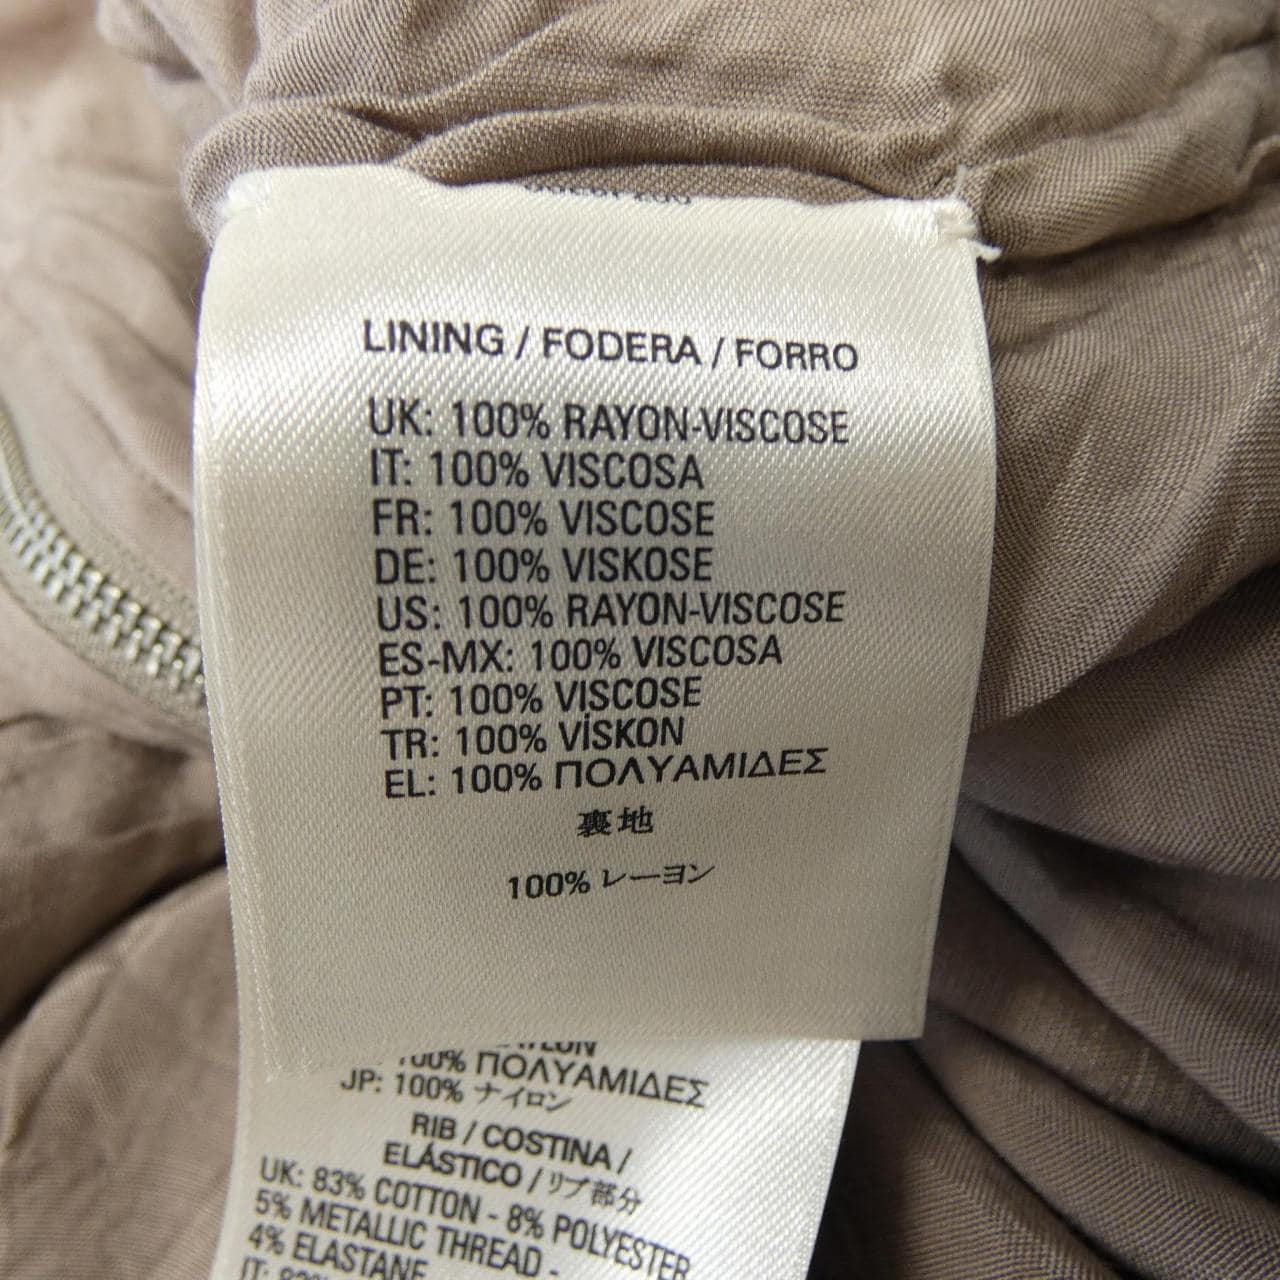 LINING / FODERA / FORRO
UK: 100% RAYON-VISCOSE
IT: 100% VISCOSA
FR: 100% VISCOSE
DE: 100% VISKOSE
US: 100% RAYON-VISCOSE
ES-MX: 100% VISCOSA
PT: 100% VISCOSE
TR: 100% VİSKON
EL: 100% ΠΟΛΥΑΜΙΔΕΣ
裏地
100% レーヨン
100% ΠΟΛΥΑΜΙΔΕΣ
JP: 100% ナイロン
RIB / COSTINA /
ELÁSTICO / リブ部分
UK: 83% COTTON - 8% POLYESTER
5% METALLIC THREAD -
4% ELASTANE
IT: